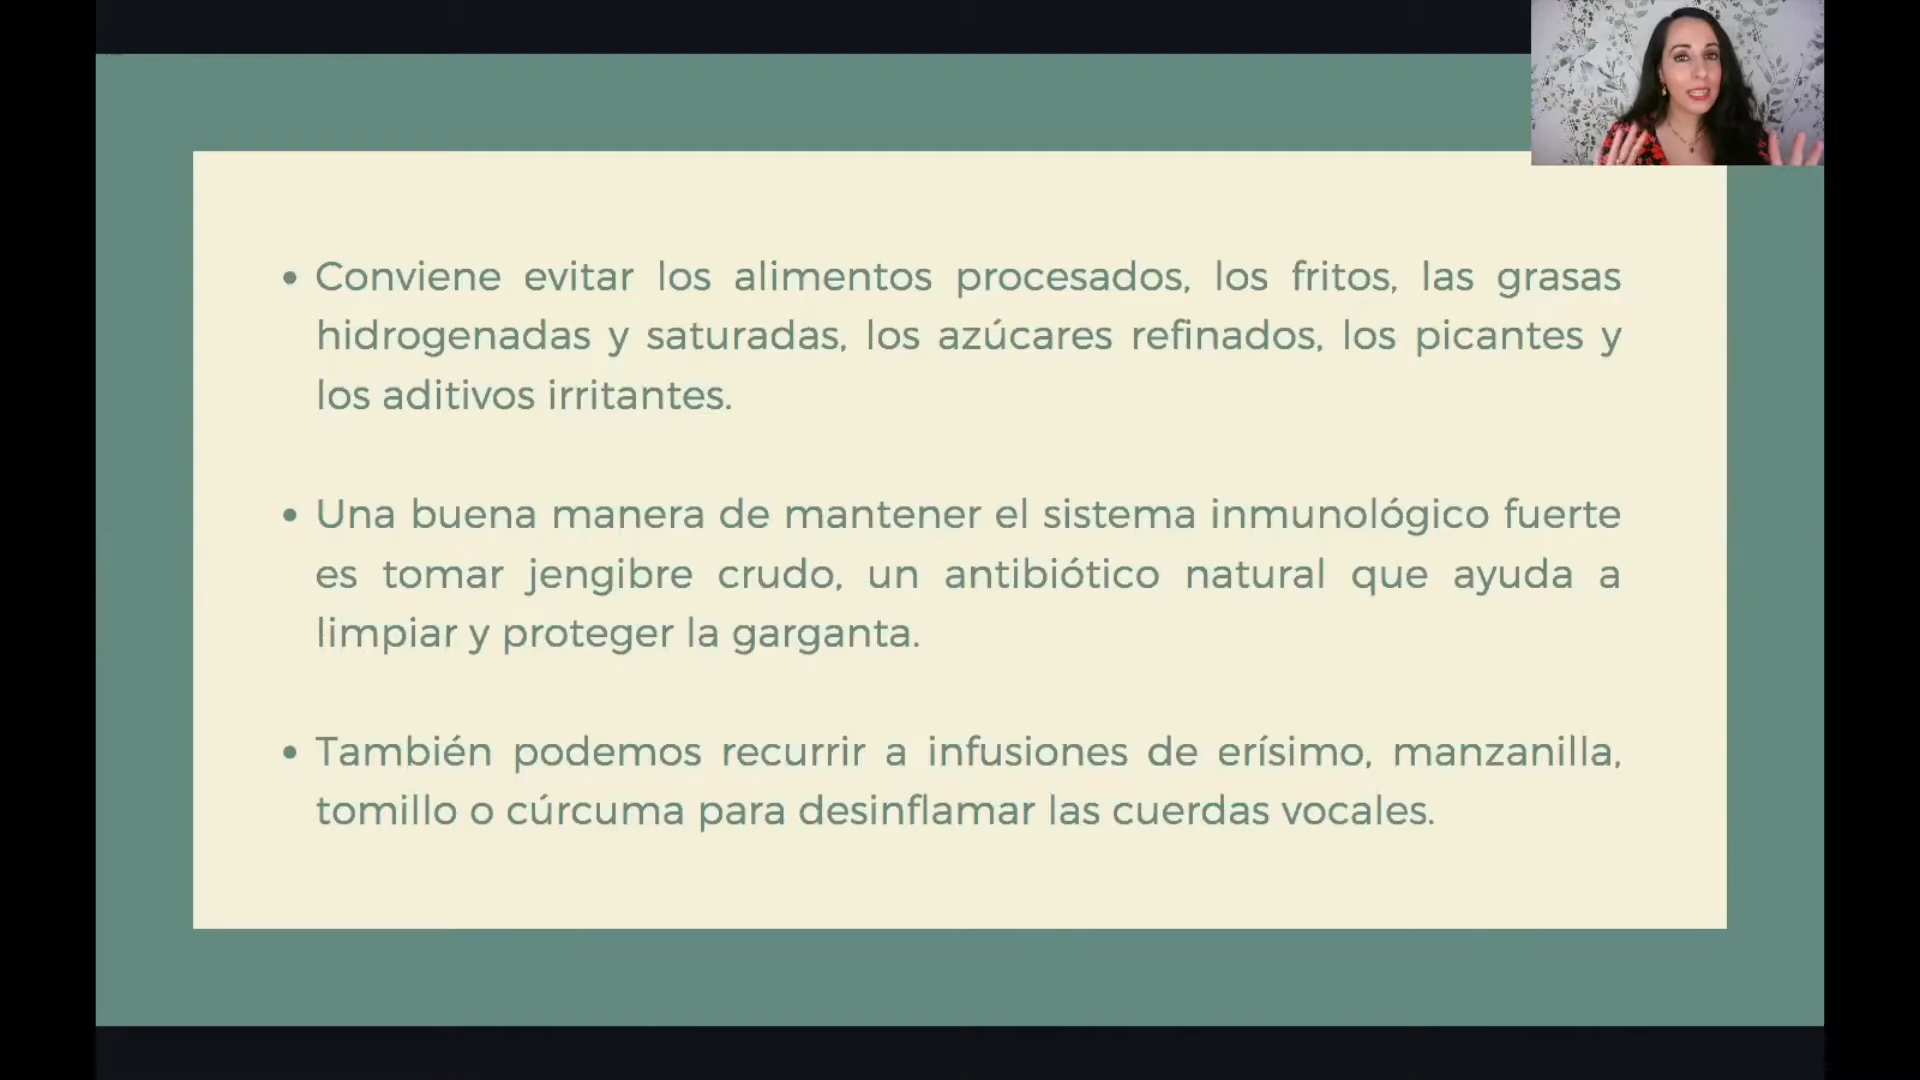 • Conviene evitar los alimentos procesados, los fritos, las grasas
hidrogenadas y saturadas, los azúcares refinados, los picantes y
los aditivos irritantes.
• Una buena manera de mantener el sistema inmunológico fuerte
es tomar jengibre crudo, un antibiótico natural que ayuda a
limpiar y proteger la garganta.
• También podemos recurrir a infusiones de erísimo, manzanilla,
tomillo o cúrcuma para desinflamar las cuerdas vocales.